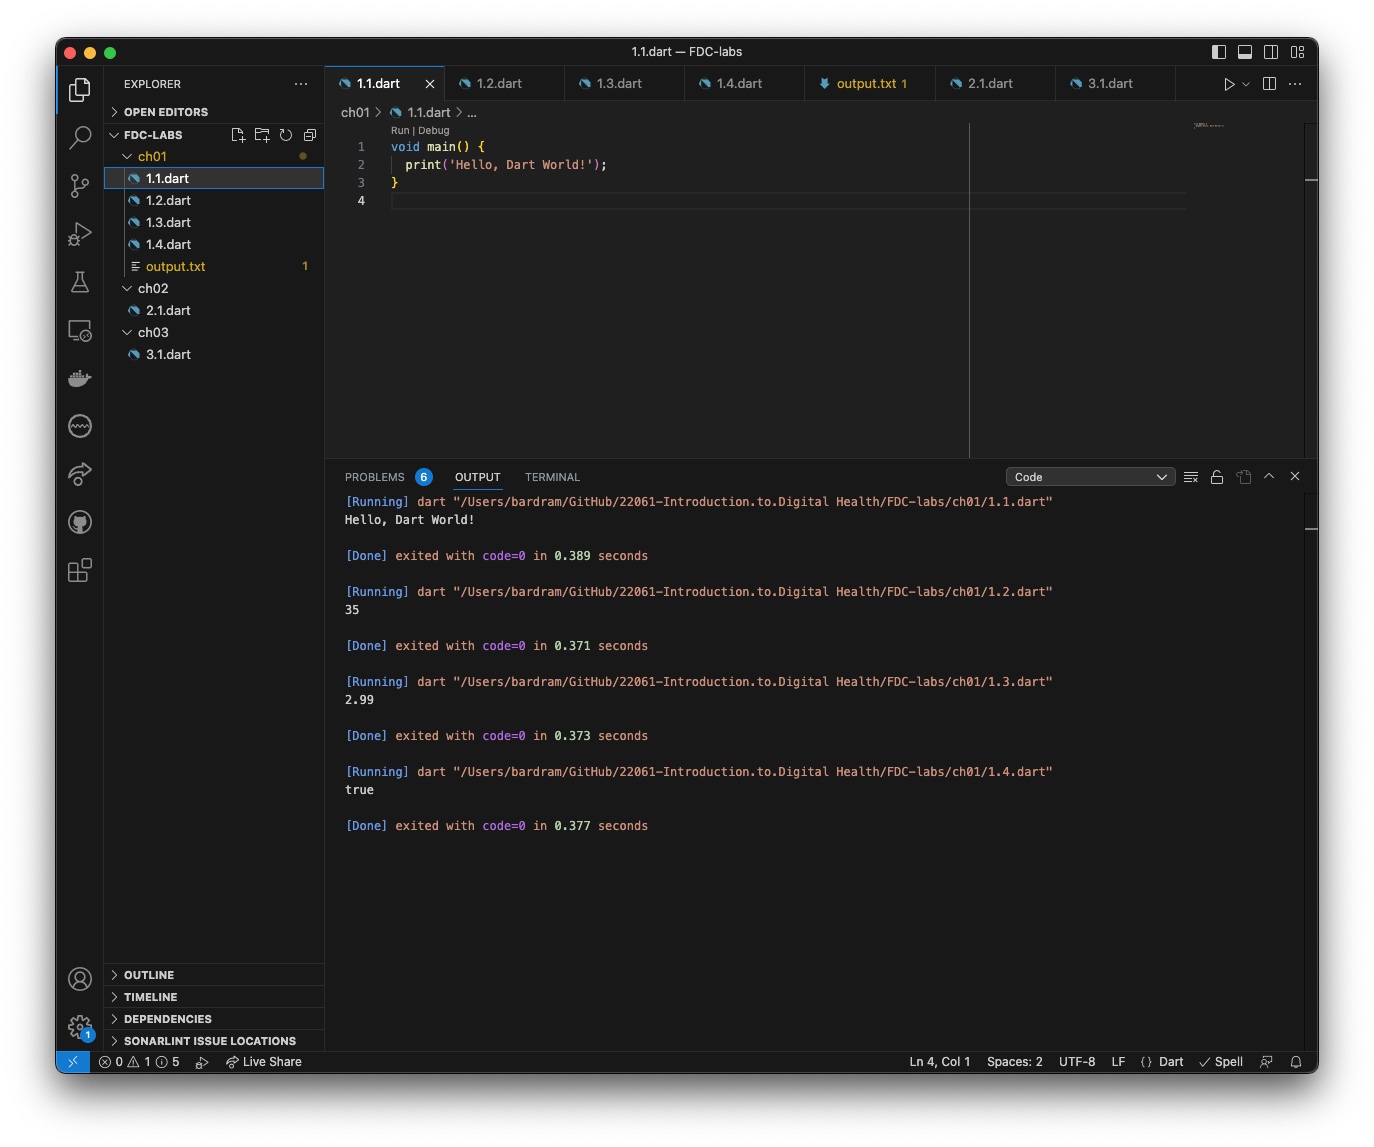 1.1.dart — FDC-labs
EXPLORER
OPEN EDITORS
FDC-LABS
ch01
1.1.dart
1.2.dart
1.3.dart
1.4.dart
output.txt 1
ch02
2.1.dart
ch03
3.1.dart
OUTLINE
TIMELINE
DEPENDENCIES
SONARLINT ISSUE LOCATIONS
1
1.1.dart 1.2.dart 1.3.dart 1.4.dart output.txt 1 2.1.dart 3.1.dart
ch01 > 1.1.dart > ...
Run | Debug
1 void main() {
2 print('Hello, Dart World!');
3 }
4
PROBLEMS 6 OUTPUT TERMINAL Code
[Running] dart "/Users/bardram/GitHub/22061-Introduction.to.Digital Health/FDC-labs/ch01/1.1.dart"
Hello, Dart World!
[Done] exited with code=0 in 0.389 seconds
[Running] dart "/Users/bardram/GitHub/22061-Introduction.to.Digital Health/FDC-labs/ch01/1.2.dart"
35
[Done] exited with code=0 in 0.371 seconds
[Running] dart "/Users/bardram/GitHub/22061-Introduction.to.Digital Health/FDC-labs/ch01/1.3.dart"
2.99
[Done] exited with code=0 in 0.373 seconds
[Running] dart "/Users/bardram/GitHub/22061-Introduction.to.Digital Health/FDC-labs/ch01/1.4.dart"
true
[Done] exited with code=0 in 0.377 seconds
0 1 5 Live Share Ln 4, Col 1 Spaces: 2 UTF-8 LF {} Dart Spell